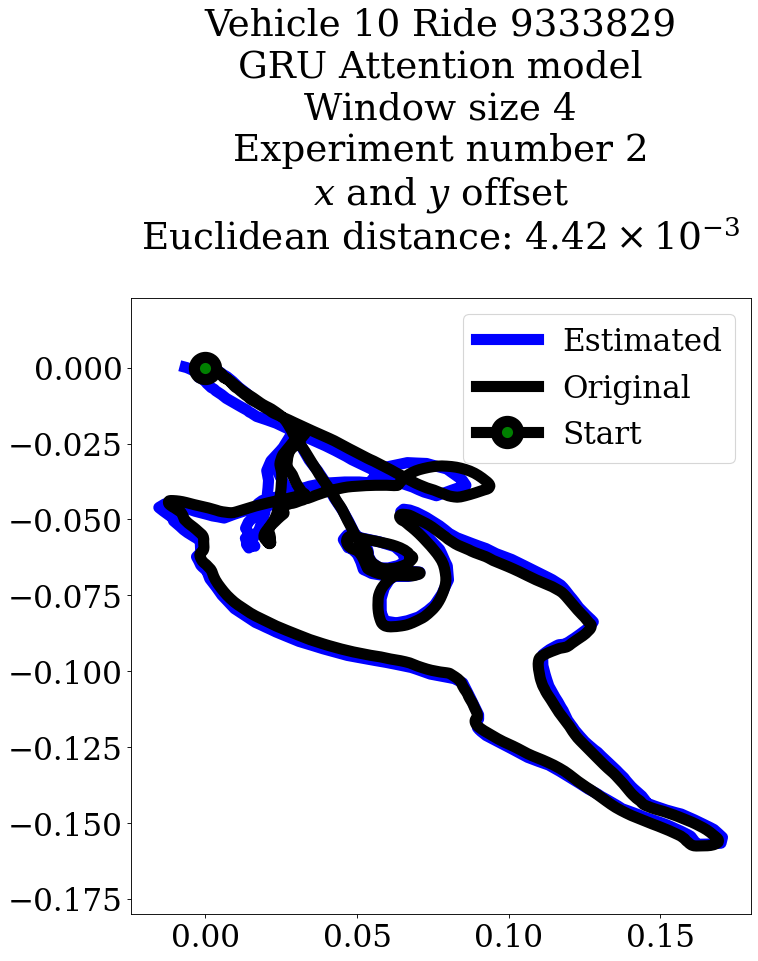 Vehicle 10 Ride 9333829
GRU Attention model
Window size 4
Experiment number 2
x and y offset
Euclidean distance: 4.42 × 10⁻³
Estimated
Original
Start
0.000
−0.025
−0.050
−0.075
−0.100
−0.125
−0.150
−0.175
0.00 0.05 0.10 0.15